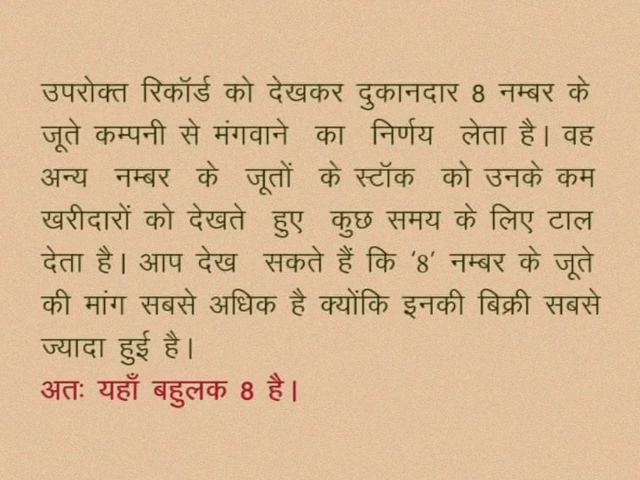 उपरोक्त रिकॉर्ड को देखकर दुकानदार 8 नम्बर के
जूते कम्पनी से मंगवाने का निर्णय लेता है। वह
अन्य नम्बर के जूतों के स्टॉक को उनके कम
खरीदारों को देखते हुए कुछ समय के लिए टाल
देता है। आप देख सकते हैं कि ‘8’ नम्बर के जूते
की मांग सबसे अधिक है क्योंकि इनकी बिक्री सबसे
ज्यादा हुई है।
अतः यहाँ बहुलक 8 है।